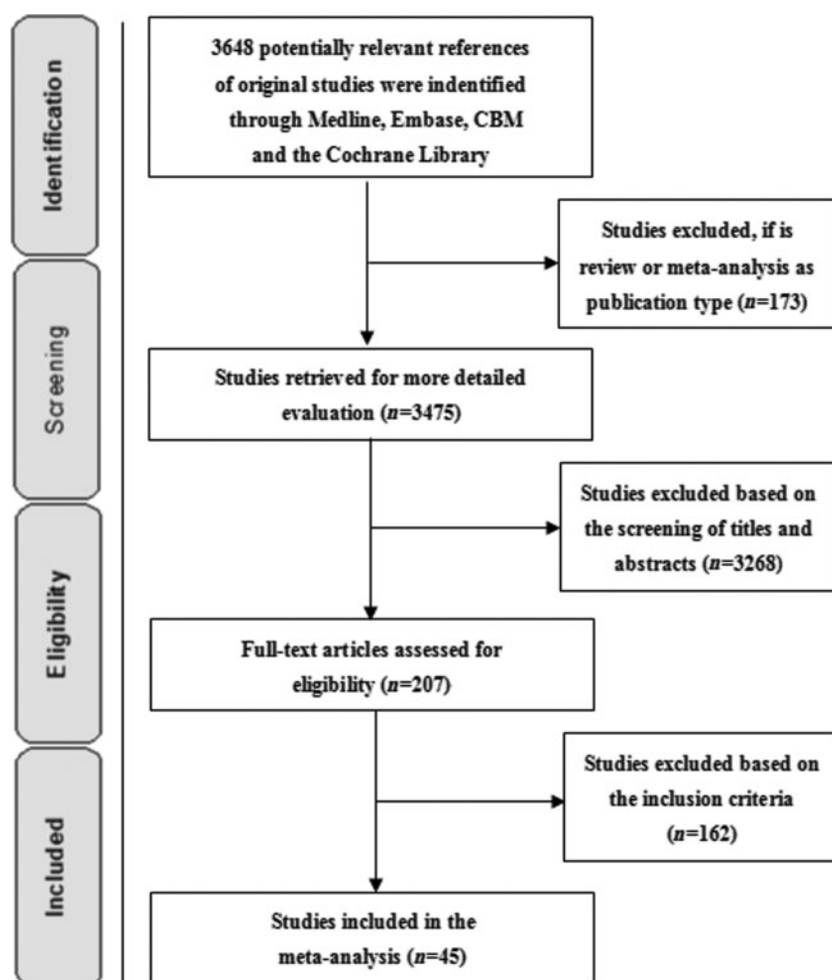 Identification
3648 potentially relevant references
of original studies were indentified
through Medline, Embase, CBM
and the Cochrane Library
Studies excluded, if is
review or meta-analysis as
publication type (n=173)
Screening
Studies retrieved for more detailed
evaluation (n=3475)
Studies excluded based on
the screening of titles and
abstracts (n=3268)
Eligibility
Full-text articles assessed for
eligibility (n=207)
Studies excluded based on
the inclusion criteria
(n=162)
Included
Studies included in the
meta-analysis (n=45)